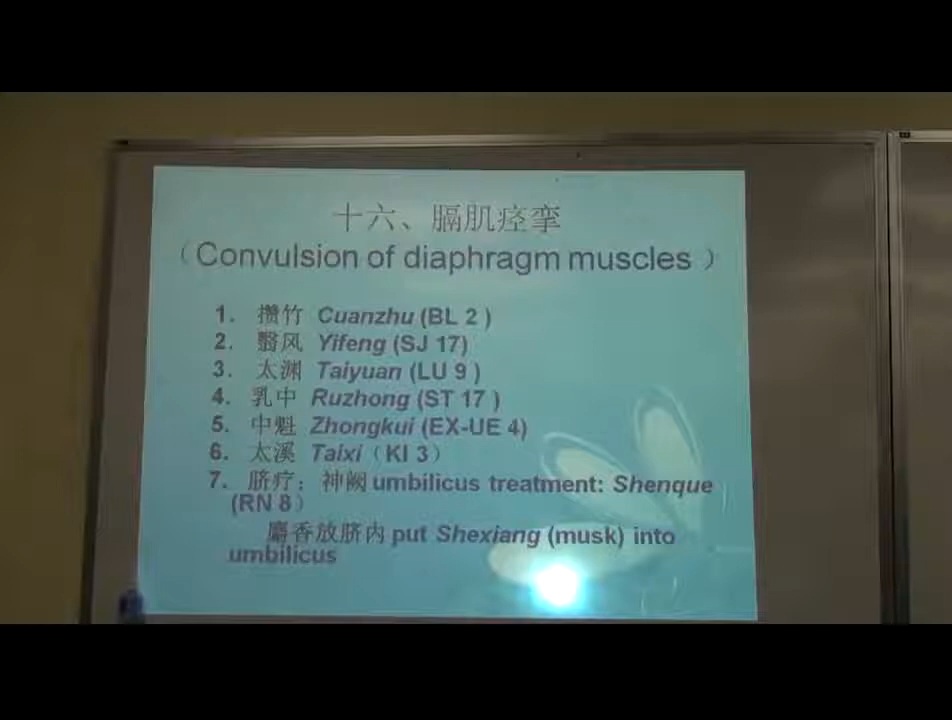 十六、膈肌痉挛
（Convulsion of diaphragm muscles ）
1. 攒竹 Cuanzhu (BL 2 )
2. 翳风 Yifeng (SJ 17)
3. 太渊 Taiyuan (LU 9 )
4. 乳中 Ruzhong (ST 17 )
5. 中魁 Zhongkui (EX-UE 4)
6. 太溪 Taixi（KI 3）
7. 脐疗：神阙 umbilicus treatment: Shenque
(RN 8）
麝香放脐内 put Shexiang (musk) into
umbilicus